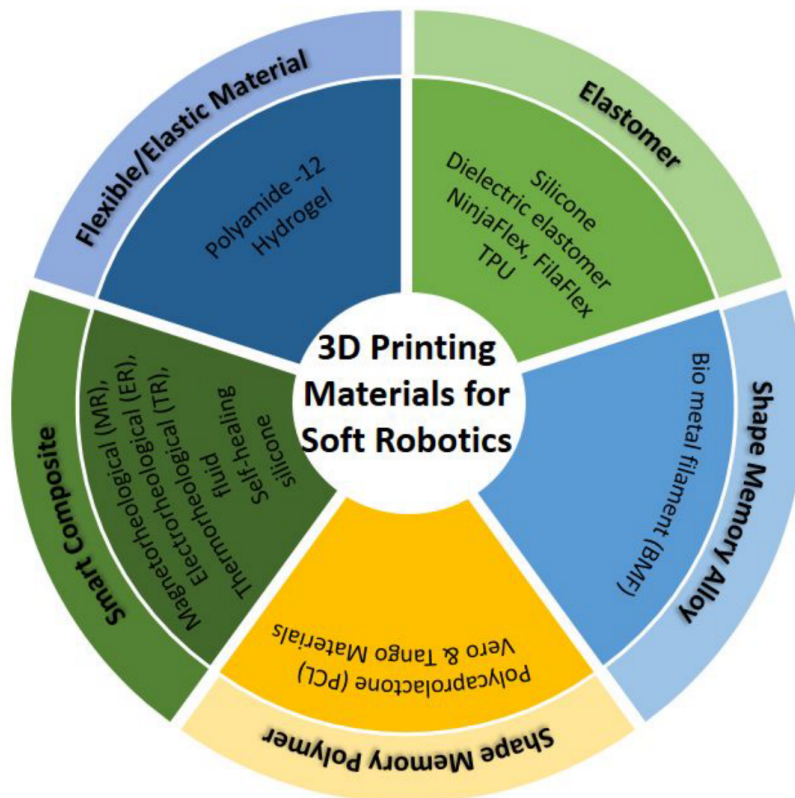 3D Printing
Materials for
Soft Robotics
Elastomer
Silicone
Dielectric elastomer
NinjaFlex, FilaFlex
TPU
Shape Memory Alloy
Bio metal filament (BMF)
Shape Memory Polymer
Polycaprolactone (PCL)
Vero & Tango Materials
Smart Composite
Magnetorheological (MR),
Electrorheological (ER),
Thermorheological (TR),
fluid
Self-healing
silicone
Flexible/Elastic Material
Polyamide -12
Hydrogel